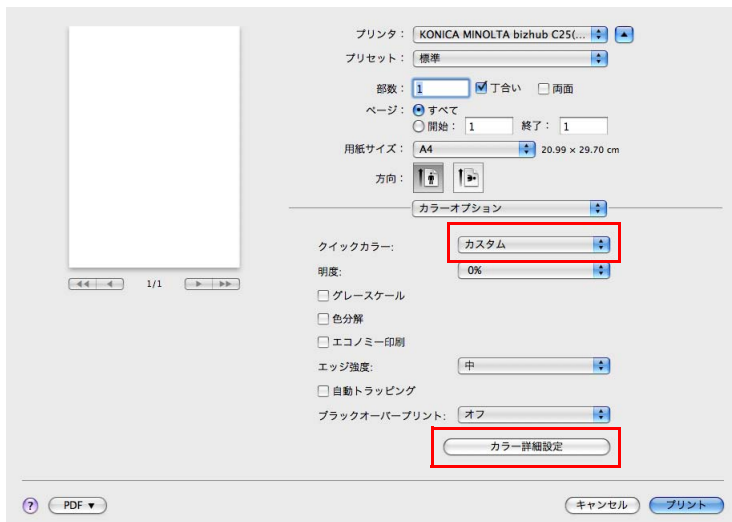 プリンタ： KONICA MINOLTA bizhub C25(...
プリセット： 標準
部数： 1 丁合い 両面
ページ： すべて
開始： 1 終了： 1
用紙サイズ： A4 20.99 × 29.70 cm
方向：
カラーオプション
クイックカラー: カスタム
明度: 0%
グレースケール
色分解
エコノミー印刷
エッジ強度: 中
自動トラッピング
ブラックオーバープリント: オフ
カラー詳細設定
1/1
? PDF ▼ キャンセル プリント